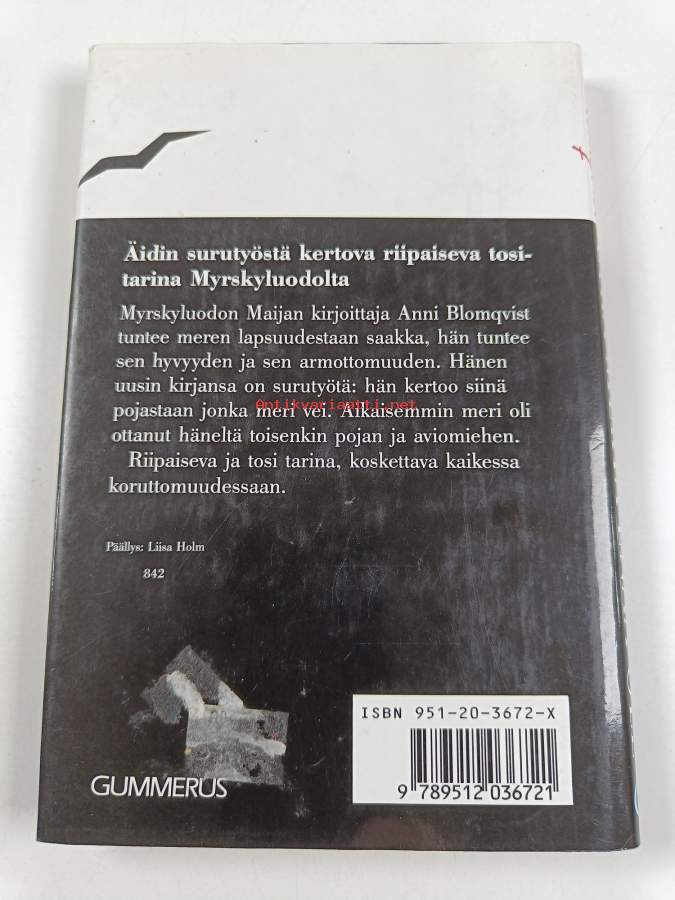 Äidin surutyöstä kertova riipaiseva tosi-
tarina Myrskyluodolta
Myrskyluodon Maijan kirjoittaja Anni Blomqvist
tuntee meren lapsuudestaan saakka, hän tuntee
sen hyvyyden ja sen armottomuuden. Hänen
uusin kirjansa on surutyötä: hän kertoo siinä
pojastaan jonka meri vei. Aikaisemmin meri oli
Antikvariaatti.net
ottanut häneltä toisenkin pojan ja aviomiehen.
Riipaiseva ja tosi tarina, koskettava kaikessa
koruttomuudessaan.
Päällys: Liisa Holm
842
ISBN 951-20-3672-X
9 789512 036721
GUMMERUS